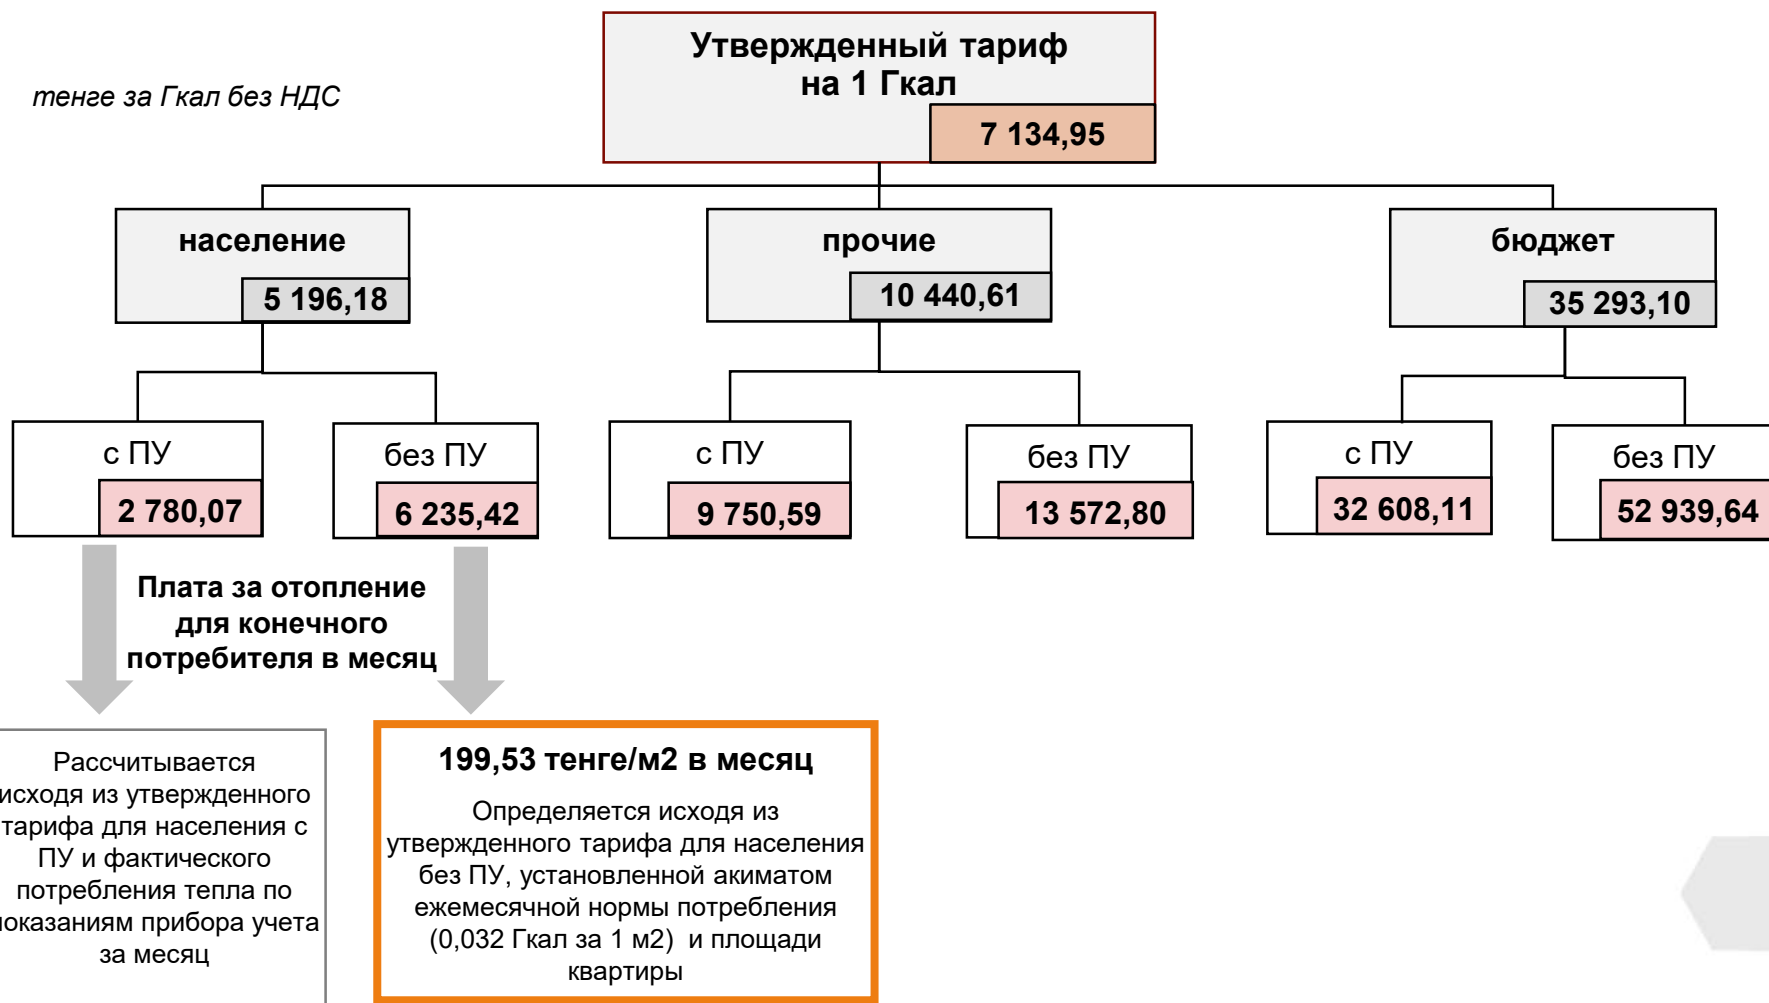 Утвержденный тариф
на 1 Гкал
7 134,95
тенге за Гкал без НДС
население
5 196,18
прочие
10 440,61
бюджет
35 293,10
с ПУ
2 780,07
без ПУ
6 235,42
с ПУ
9 750,59
без ПУ
13 572,80
с ПУ
32 608,11
без ПУ
52 939,64
Плата за отопление
для конечного
потребителя в месяц
Рассчитывается
исходя из утвержденного
тарифа для населения с
ПУ и фактического
потребления тепла по
показаниям прибора учета
за месяц
199,53 тенге/м2 в месяц
Определяется исходя из
утвержденного тарифа для населения
без ПУ, установленной акиматом
ежемесячной нормы потребления
(0,032 Гкал за 1 м2) и площади
квартиры